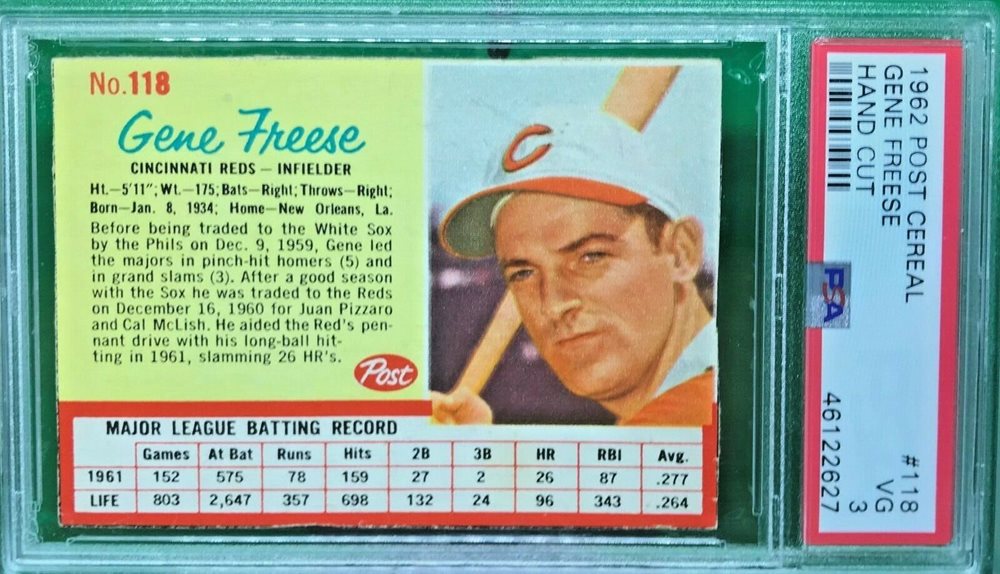 No.118
Gene Freese
CINCINNATI REDS – INFIELDER
Ht.–5'11"; Wt.–175; Bats–Right; Throws–Right;
Born–Jan. 8, 1934; Home–New Orleans, La.
Before being traded to the White Sox
by the Phils on Dec. 9, 1959, Gene led
the majors in pinch-hit homers (5) and
in grand slams (3). After a good season
with the Sox he was traded to the Reds
on December 16, 1960 for Juan Pizzaro
and Cal McLish. He aided the Red's pen-
nant drive with his long-ball hit-
ting in 1961, slamming 26 HR's.
Post
C
MAJOR LEAGUE BATTING RECORD
Games At Bat Runs Hits 2B 3B HR RBI Avg.
1961 152 575 78 159 27 2 26 87 .277
LIFE 803 2,647 357 698 132 24 96 343 .264
1962 POST CEREAL
GENE FREESE
HAND CUT
PSA
#118
VG
3
46122627